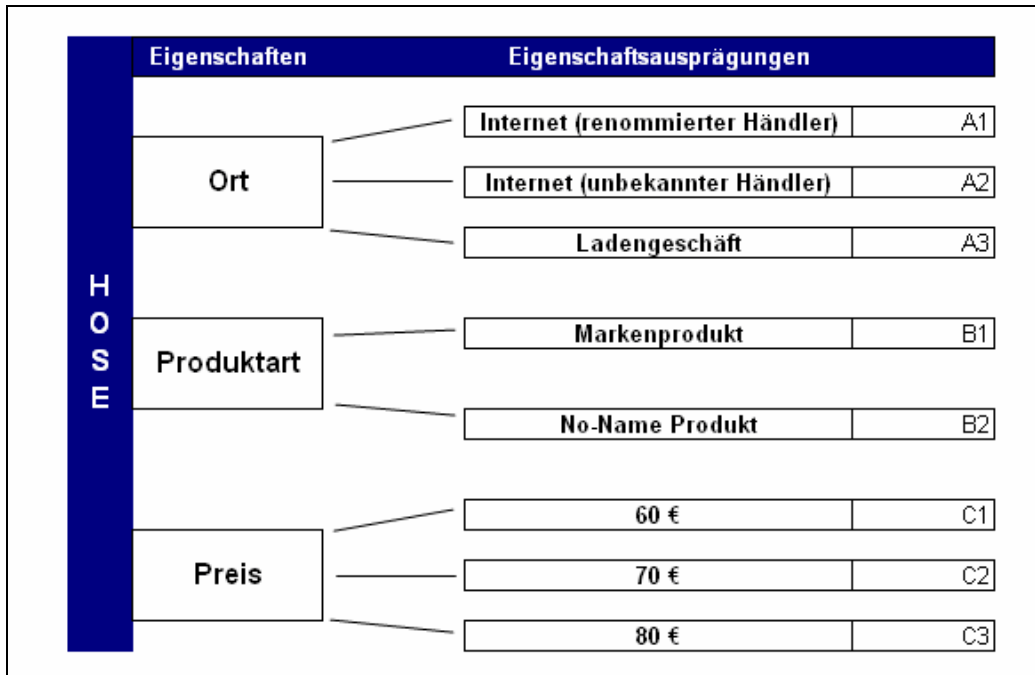 Eigenschaften Eigenschaftsausprägungen
HOSE
Ort
Internet (renommierter Händler) A1
Internet (unbekannter Händler) A2
Ladengeschäft A3
Produktart
Markenprodukt B1
No-Name Produkt B2
Preis
60 € C1
70 € C2
80 € C3